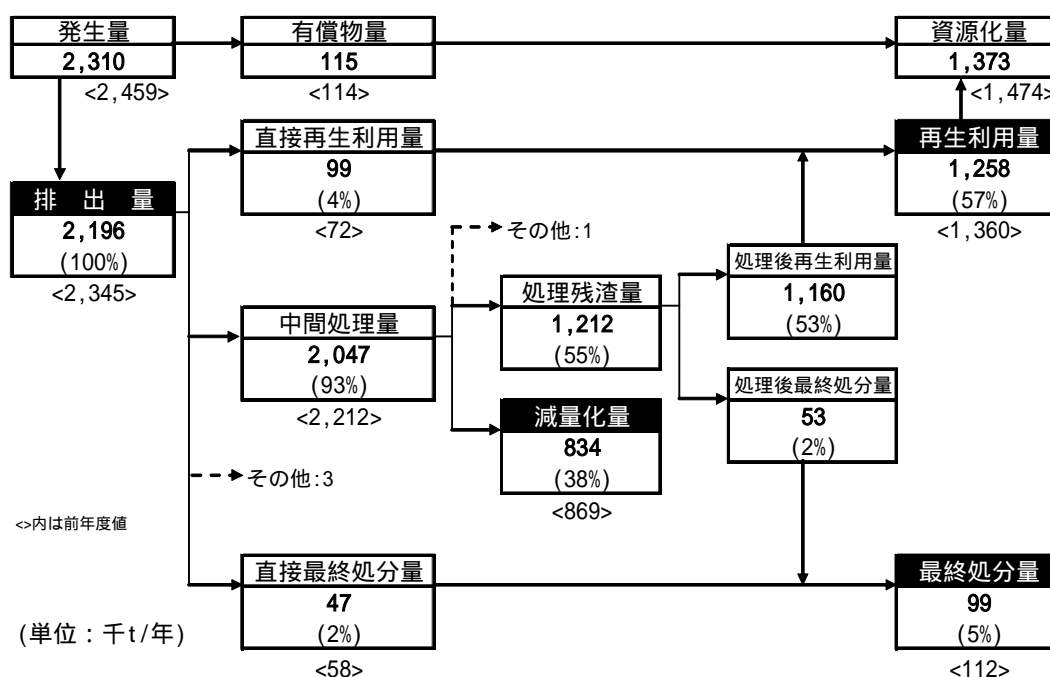 発生量
2,310
<2,459>
有償物量
115
<114>
資源化量
1,373
<1,474>
排 出 量
2,196
(100%)
<2,345>
直接再生利用量
99
(4%)
<72>
再生利用量
1,258
(57%)
<1,360>
その他:1
中間処理量
2,047
(93%)
<2,212>
処理残渣量
1,212
(55%)
処理後再生利用量
1,160
(53%)
減量化量
834
(38%)
<869>
処理後最終処分量
53
(2%)
その他:3
<>内は前年度値
直接最終処分量
47
(2%)
<58>
最終処分量
99
(5%)
<112>
(単位:千t/年)